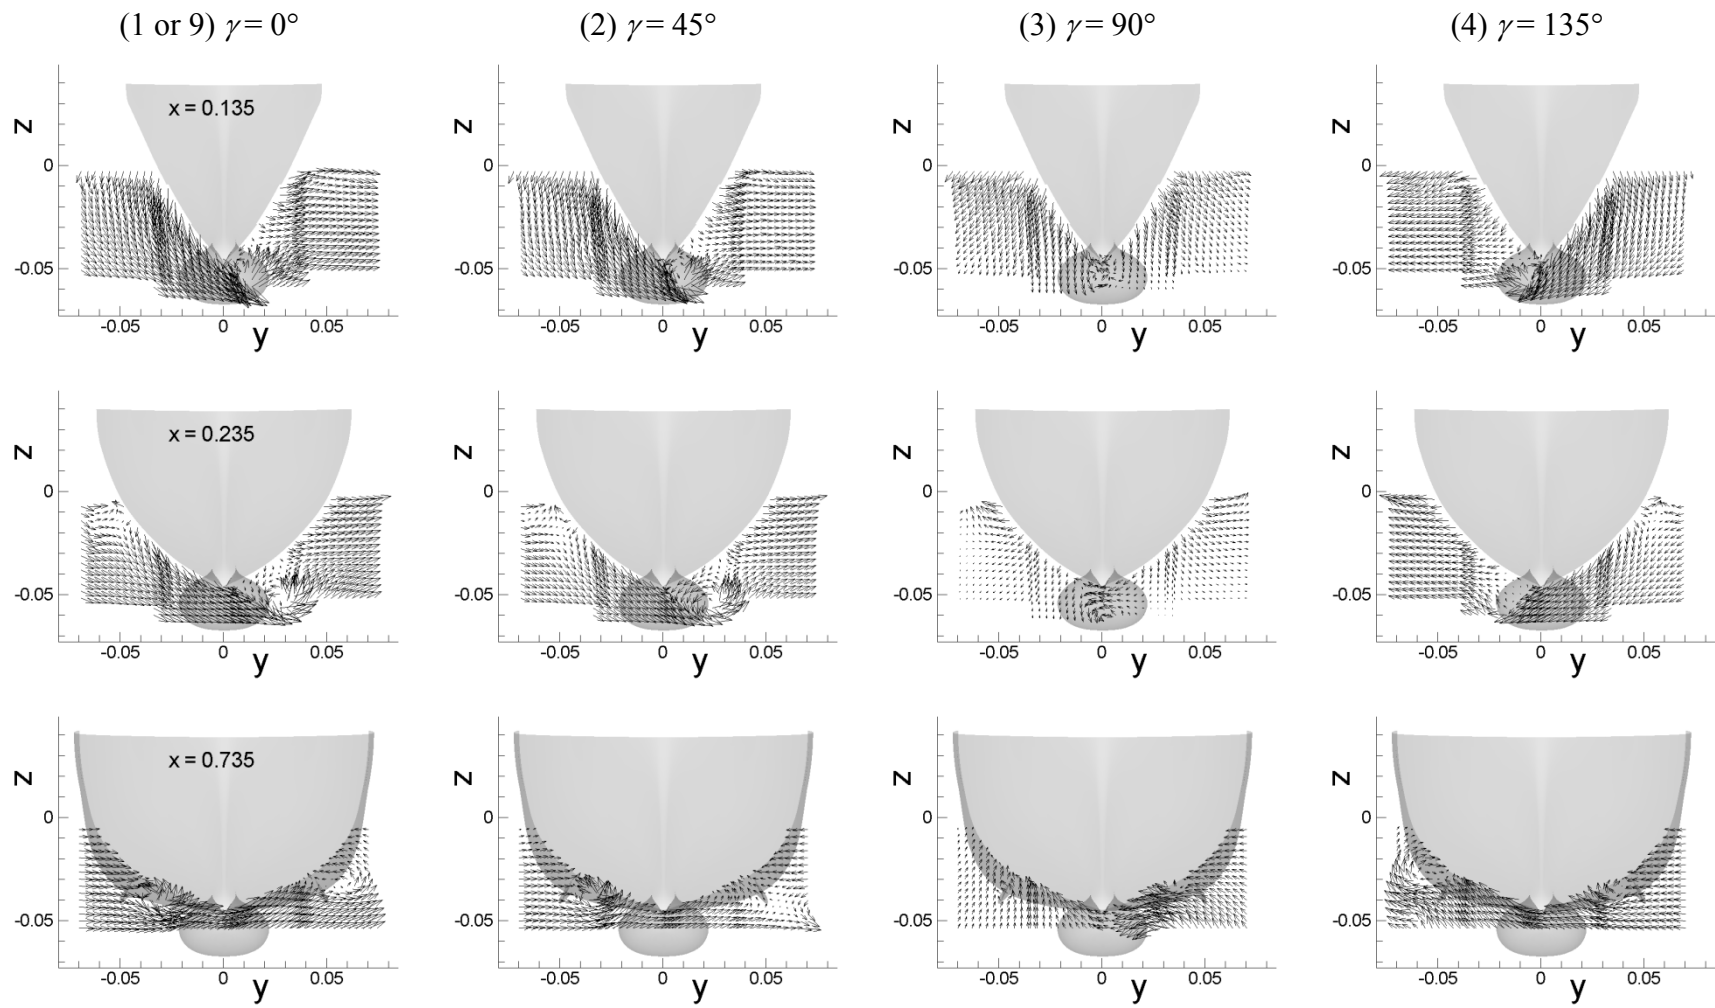 (1 or 9) γ = 0° (2) γ = 45° (3) γ = 90° (4) γ = 135°
x = 0.135
z z z z
0 0 0 0
-0.05 -0.05 -0.05 -0.05
-0.05 0 0.05 -0.05 0 0.05 -0.05 0 0.05 -0.05 0 0.05
y y y y
x = 0.235
z z z z
0 0 0 0
-0.05 -0.05 -0.05 -0.05
-0.05 0 0.05 -0.05 0 0.05 -0.05 0 0.05 -0.05 0 0.05
y y y y
x = 0.735
z z z z
0 0 0 0
-0.05 -0.05 -0.05 -0.05
-0.05 0 0.05 -0.05 0 0.05 -0.05 0 0.05 -0.05 0 0.05
y y y y